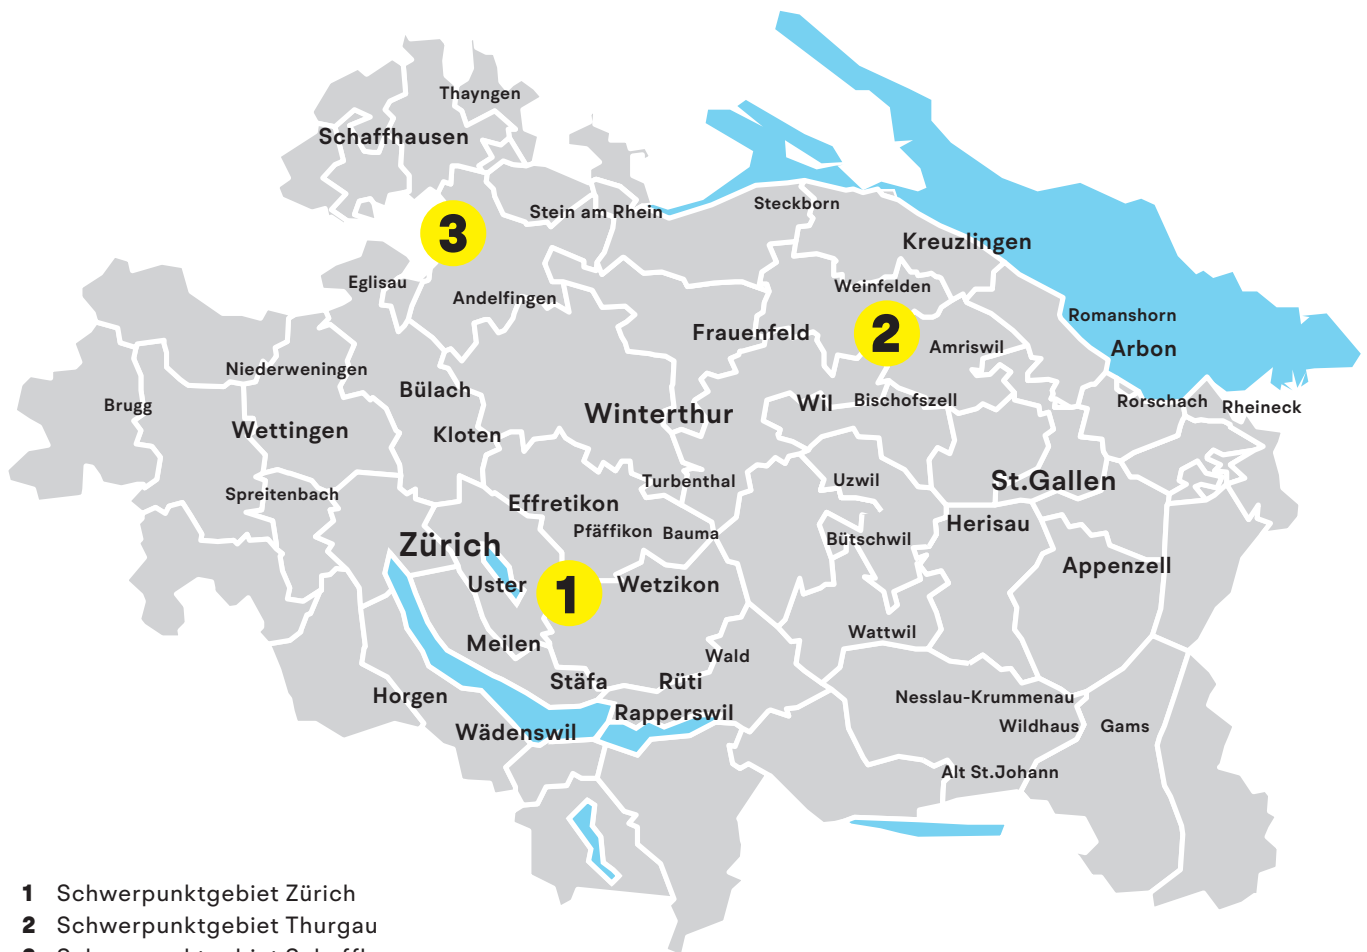 Thayngen
Schaffhausen
Stein am Rhein
Steckborn
3
Kreuzlingen
Eglisau
Andelfingen
Weinfelden
Romanshorn
Frauenfeld
2
Amriswil
Arbon
Niederweningen
Bülach
Brugg
Wil
Bischofszell
Rorschach
Rheineck
Wettingen
Kloten
Winterthur
Spreitenbach
Turbenthal
Uzwil
St.Gallen
Effretikon
Pfäffikon
Bauma
Herisau
Zürich
Bütschwil
Appenzell
Uster
1
Wetzikon
Meilen
Wattwil
Wald
Stäfa
Rüti
Horgen
Nesslau-Krummenau
Rapperswil
Wildhaus
Gams
Wädenswil
Alt St.Johann
1 Schwerpunktgebiet Zürich
2 Schwerpunktgebiet Thurgau